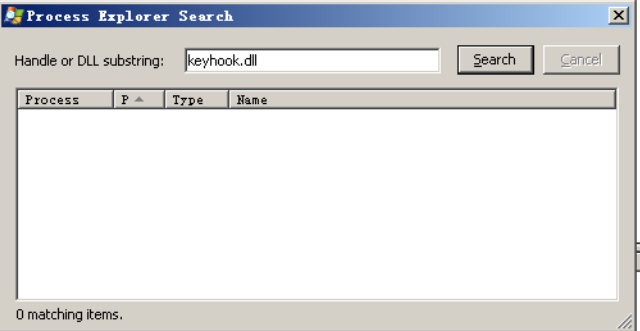 Process Explorer Search
Handle or DLL substring: keyhook.dll Search Cancel
Process P Type Name
0 matching items.